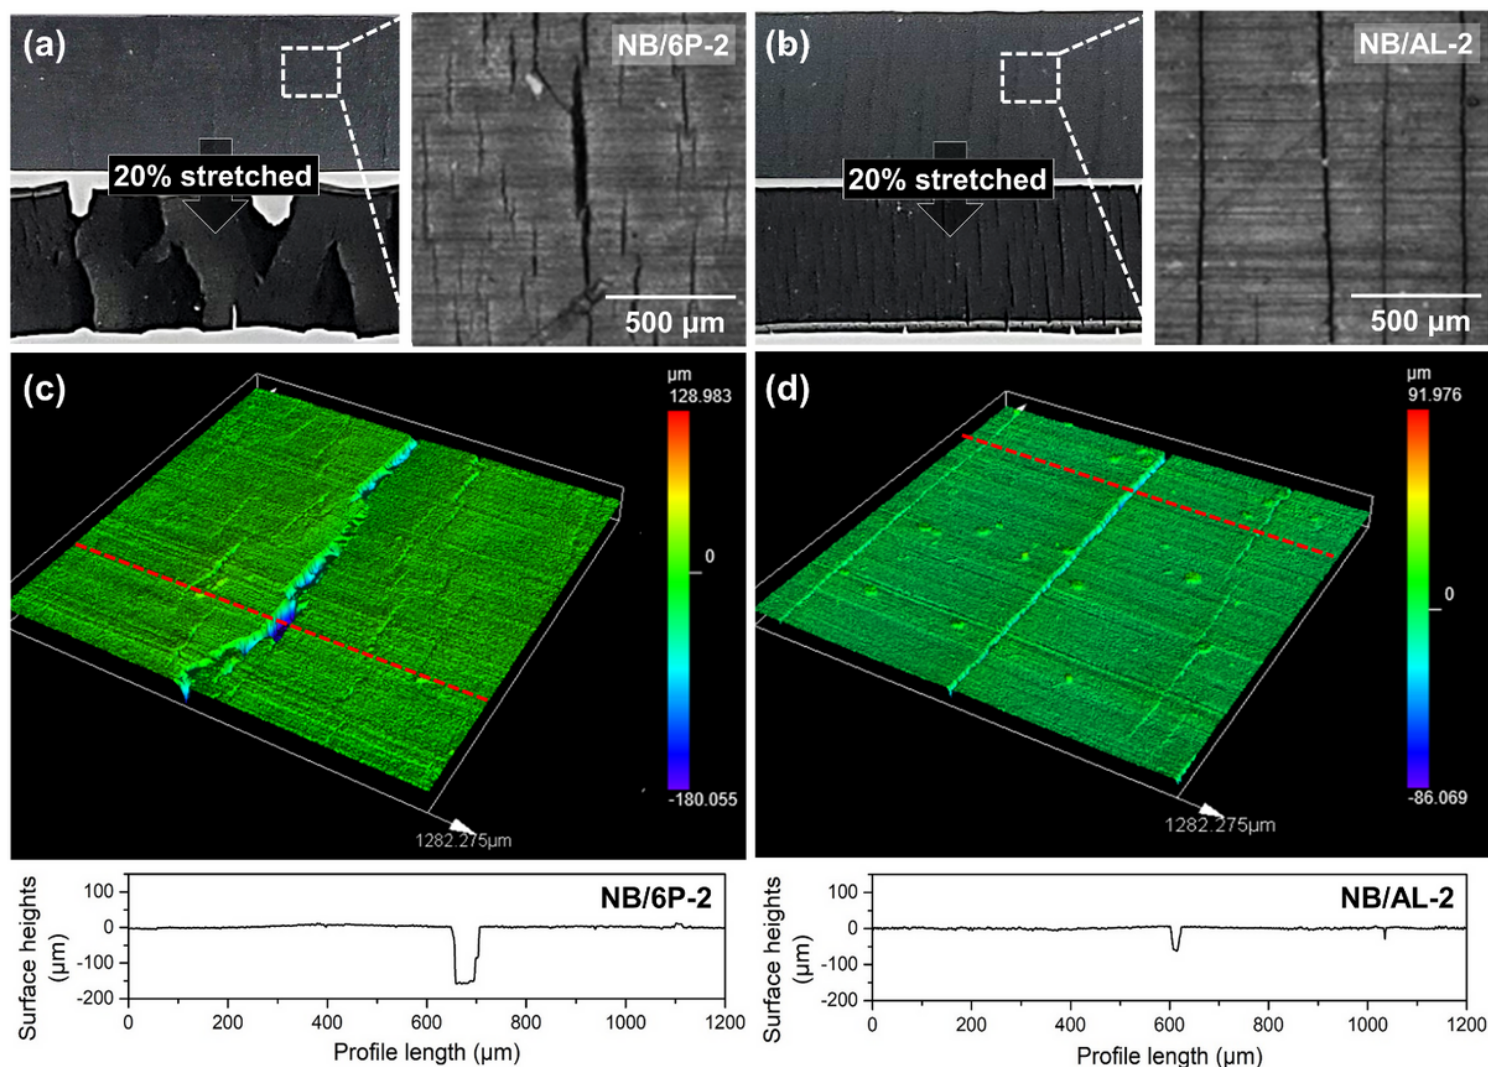 (a)
NB/6P-2
20% stretched
500 µm
(b)
NB/AL-2
20% stretched
500 µm
(c)
µm
128.983
0
-180.055
1282.275µm
(d)
µm
91.976
0
-86.069
1282.275µm
NB/6P-2
Surface heights
(µm)
100
0
-100
-200
0 200 400 600 800 1000 1200
Profile length (µm)
NB/AL-2
Surface heights
(µm)
100
0
-100
-200
0 200 400 600 800 1000 1200
Profile length (µm)